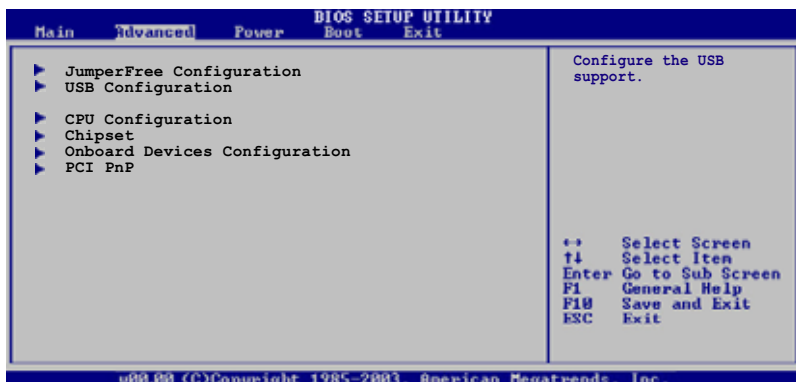 BIOS SETUP UTILITY
Main Advanced Power Boot Exit
JumperFree Configuration
USB Configuration
CPU Configuration
Chipset
Onboard Devices Configuration
PCI PnP
Configure the USB
support.
↔ Select Screen
↑↓ Select Item
Enter Go to Sub Screen
F1 General Help
F10 Save and Exit
ESC Exit
v00.00 (C)Copyright 1985-2003, American Megatrends, Inc.